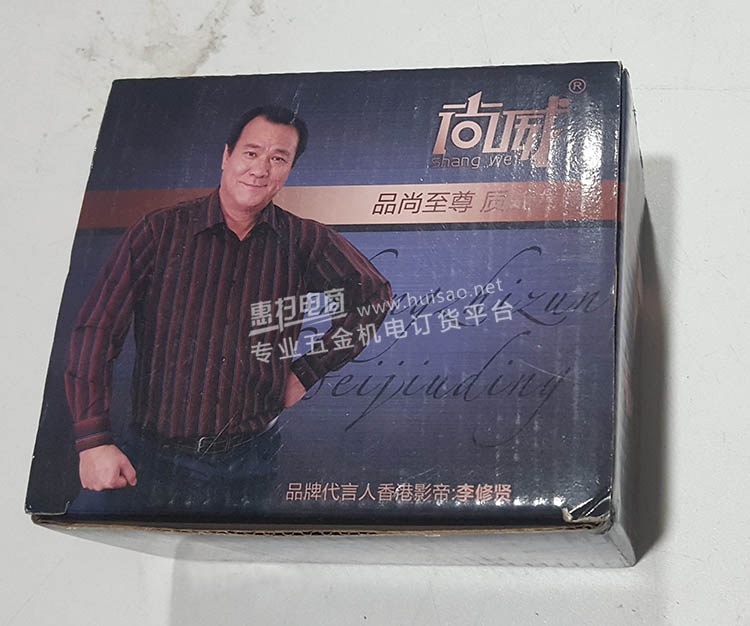 尚威®
Shang Wei
品尚至尊 质
惠扫电商 www.huisao.net
专业五金机电订货平台
Weijiuding
品牌代言人香港影帝:李修贤